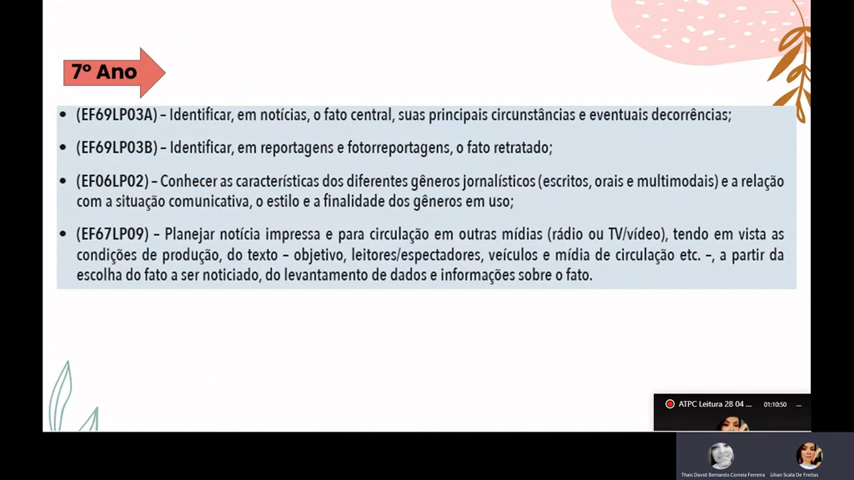 7º Ano
• (EF69LP03A) – Identificar, em notícias, o fato central, suas principais circunstâncias e eventuais decorrências;
• (EF69LP03B) – Identificar, em reportagens e fotorreportagens, o fato retratado;
• (EF06LP02) – Conhecer as características dos diferentes gêneros jornalísticos (escritos, orais e multimodais) e a relação
com a situação comunicativa, o estilo e a finalidade dos gêneros em uso;
• (EF67LP09) – Planejar notícia impressa e para circulação em outras mídias (rádio ou TV/vídeo), tendo em vista as
condições de produção, do texto – objetivo, leitores/espectadores, veículos e mídia de circulação etc. –, a partir da
escolha do fato a ser noticiado, do levantamento de dados e informações sobre o fato.
ATPC Leitura 28 04 ... 01:10:50 ...
Thais David Bernardo Correia Ferreira Lilian Scala De Freitas